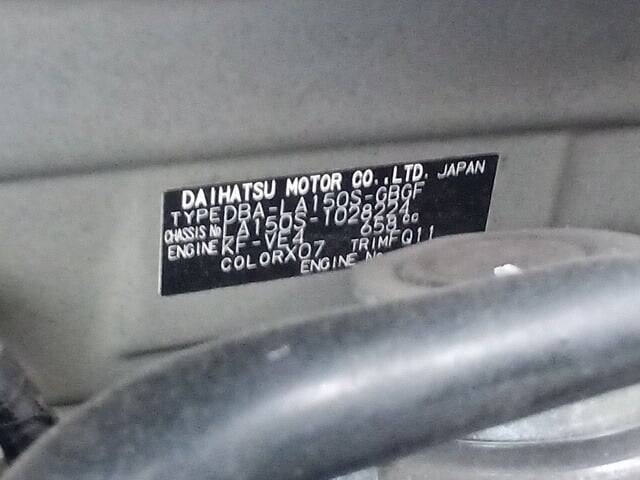 DAIHATSU MOTOR CO.,LTD. JAPAN
TYPE DBA-LA150S-GBGF
CHASSIS No LA150S-1028224
ENGINE KF-VE4 658cc
COLOR X07 TRIM FQ11
ENGINE No